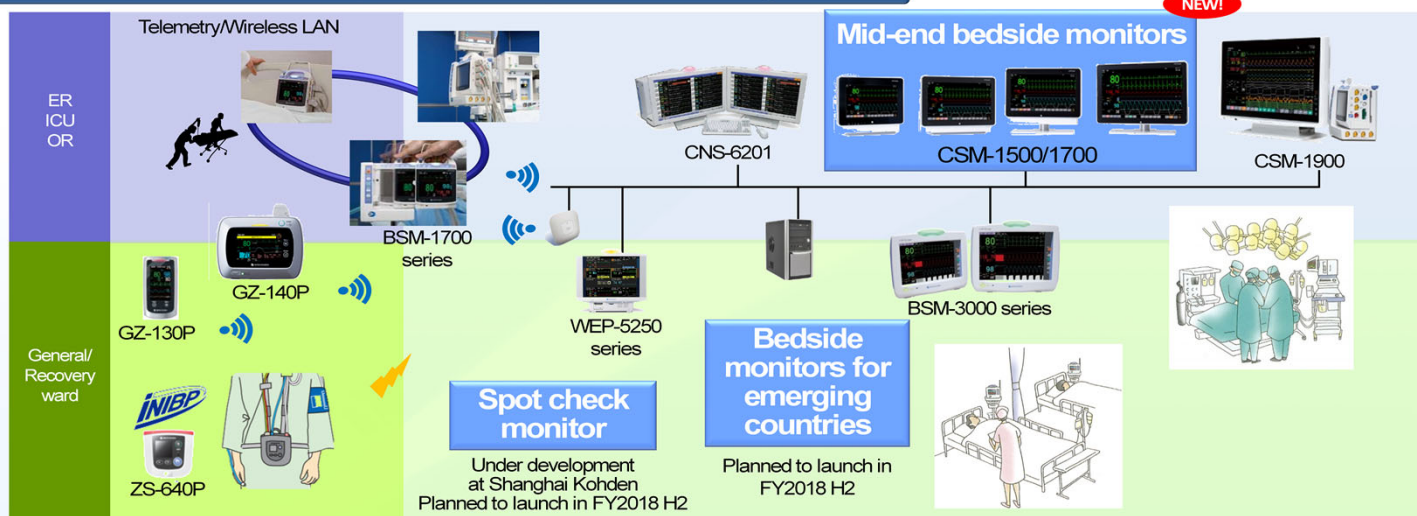 NEW!
Telemetry/Wireless LAN
ER
ICU
OR
Mid-end bedside monitors
CNS-6201
CSM-1500/1700
CSM-1900
BSM-1700
series
GZ-140P
GZ-130P
WEP-5250
series
BSM-3000 series
General/
Recovery
ward
iNIBP
ZS-640P
Spot check
monitor
Under development
at Shanghai Kohden
Planned to launch in FY2018 H2
Bedside
monitors for
emerging
countries
Planned to launch in
FY2018 H2